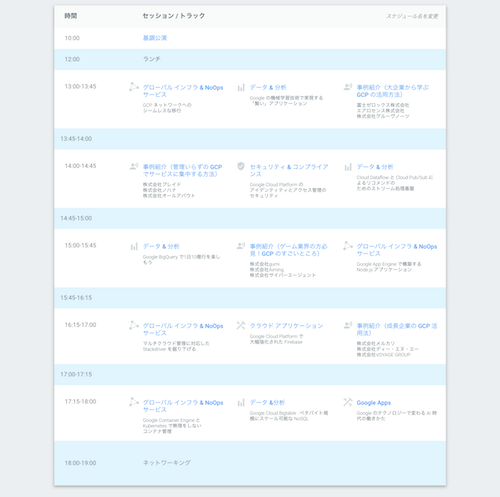 時間
セッション / トラック
スケジュール名を変更
10:00
基調公演
12:00
ランチ
13:00-13:45
グローバル インフラ & NoOps
サービス
GCP ネットワークへの
シームレスな移行
データ & 分析
Google の機械学習技術で実現する
「賢い」アプリケーション
事例紹介（大企業から学ぶ
GCP の活用方法）
富士ゼロックス株式会社
エアロセンス株式会社
株式会社グルーヴノーツ
13:45-14:00
14:00-14:45
事例紹介（管理いらずの GCP
でサービスに集中する方法）
株式会社プレイド
株式会社ノハナ
株式会社オールアバウト
セキュリティ & コンプライア
ンス
Google Cloud Platform の
アイデンティティとアクセス管理の
セキュリティ
データ & 分析
Cloud Dataflow と Cloud Pub/Sub に
よるリコメンドの
ためのストリーム処理基盤
14:45-15:00
15:00-15:45
データ & 分析
Google BigQuery で1日10億行を楽し
もう
事例紹介（ゲーム業界の方必
見！GCP のすごいところ）
株式会社gumi
株式会社Aiming
株式会社サイバーエージェント
グローバル インフラ & NoOps
サービス
Google App Engine で構築する
Node.js アプリケーション
15:45-16:15
16:15-17:00
グローバル インフラ & NoOps
サービス
マルチクラウド管理に対応した
Stackdriver を掘り下げる
クラウド アプリケーション
Google Cloud Platform で
大幅強化された Firebase
事例紹介（成長企業の GCP 活
用法）
株式会社メルカリ
株式会社ディー・エヌ・エー
株式会社VOYAGE GROUP
17:00-17:15
17:15-18:00
グローバル インフラ & NoOps
サービス
Google Container Engine と
Kubernetes で無理をしない
コンテナ管理
データ &分析
Google Cloud Bigtable : ペタバイト規
模にスケール可能な NoSQL
Google Apps
Google のテクノロジーで変わる AI 時
代の働きかた
18:00-19:00
ネットワーキング